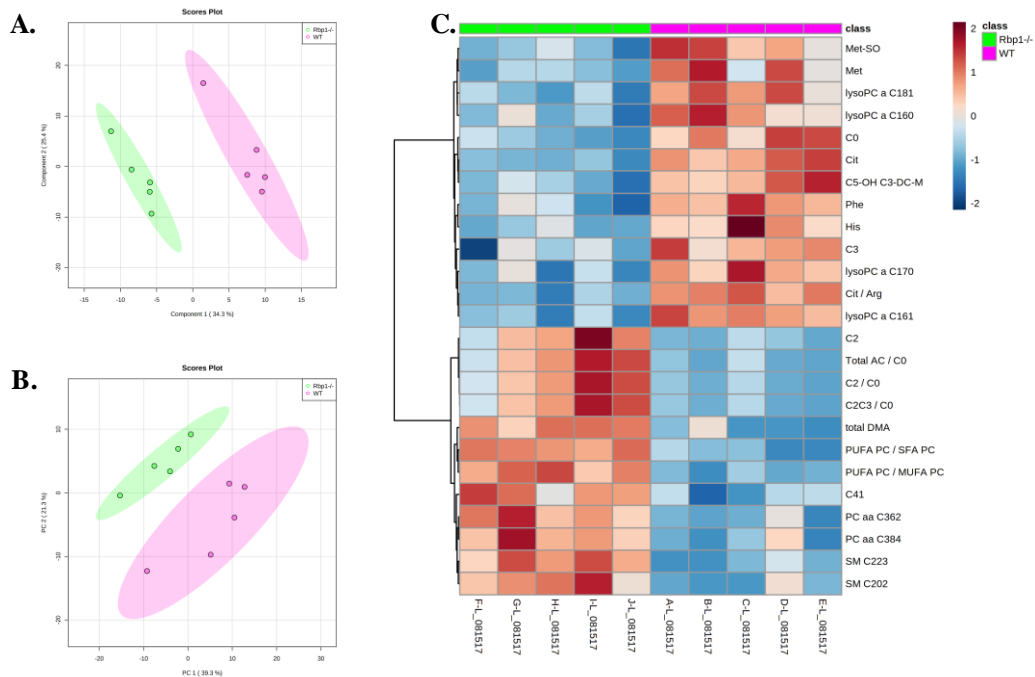 A.
Scores Plot
Rbp1-/-
WT
Component 2 ( 25.4 %)
20
10
0
-10
-20
-15
-10
-5
0
5
10
15
Component 1 ( 34.3 %)
B.
Scores Plot
Rbp1-/-
WT
PC 2 ( 21.3 %)
10
0
-10
-20
-20
-10
0
10
20
30
PC 1 ( 39.3 %)
C.
class
Met-SO
Met
lysoPC a C181
lysoPC a C160
C0
Cit
C5-OH C3-DC-M
Phe
His
C3
lysoPC a C170
Cit / Arg
lysoPC a C161
C2
Total AC / C0
C2 / C0
C2C3 / C0
total DMA
PUFA PC / SFA PC
PUFA PC / MUFA PC
C41
PC aa C362
PC aa C384
SM C223
SM C202
F-L_081517
G-L_081517
H-L_081517
I-L_081517
J-L_081517
A-L_081517
B-L_081517
C-L_081517
D-L_081517
E-L_081517
2
1
0
-1
-2
class
Rbp1-/-
WT